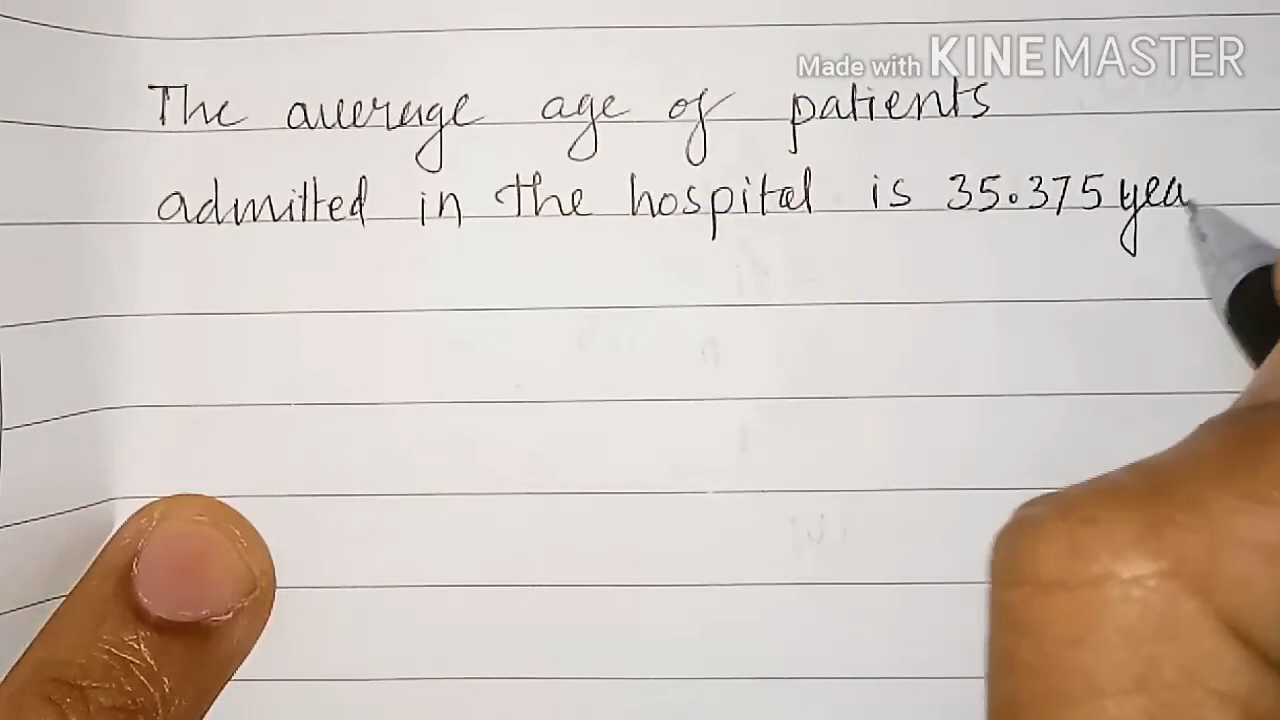 Made with KINEMASTER
The average age of patients
admitted in the hospital is 35.375 yea